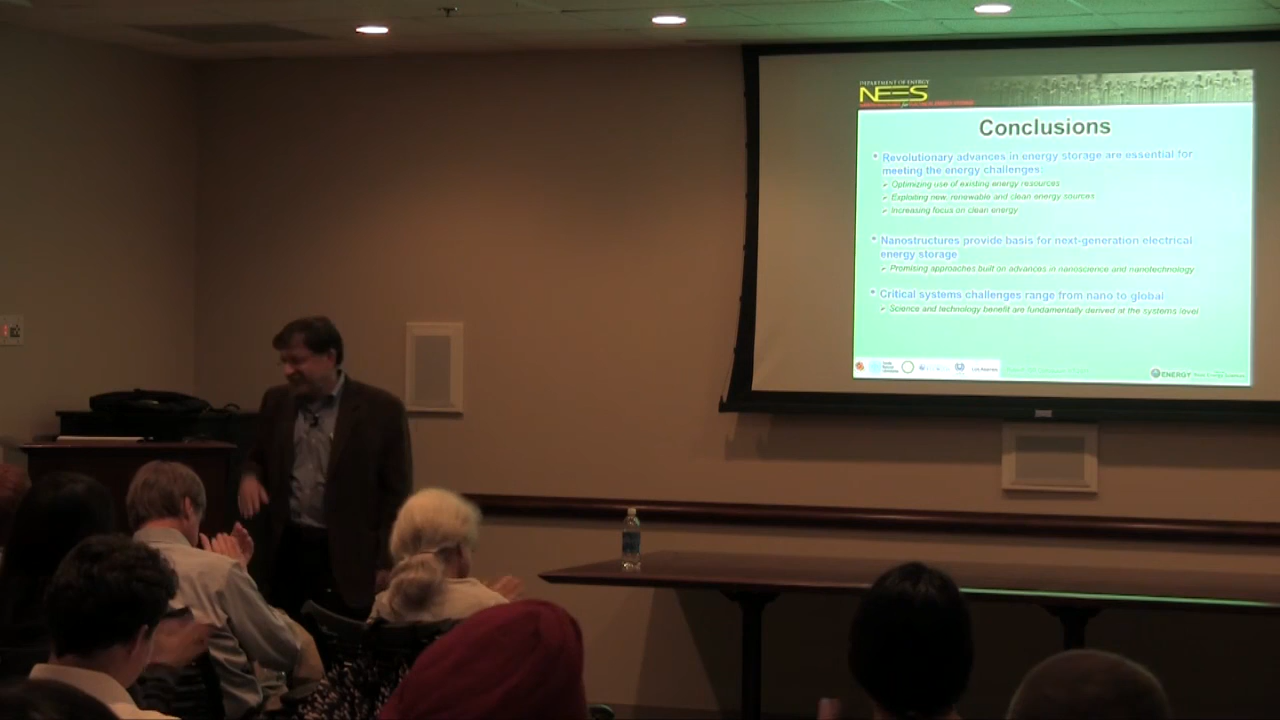 DEPARTMENT OF ENERGY
NEES
Conclusions
Revolutionary advances in energy storage are essential for
meeting the energy challenges:
Optimizing use of existing energy resources
Exploiting new, renewable and clean energy sources
Increasing focus on clean energy
Nanostructures provide basis for next-generation electrical
energy storage
Promising approaches built on advances in nanoscience and nanotechnology
Critical systems challenges range from nano to global
Science and technology benefit are fundamentally derived at the systems level
ENERGY